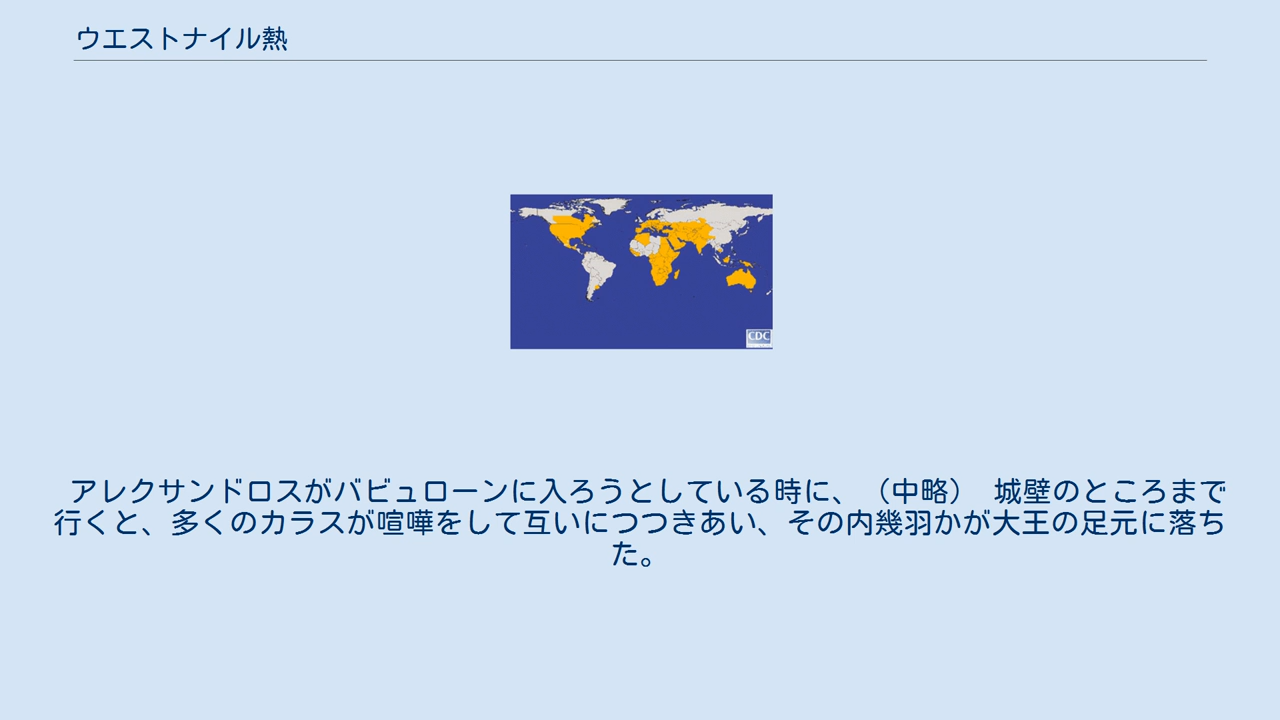 ウエストナイル熱
CDC
アレクサンドロスがバビュローンに入ろうとしている時に、（中略） 城壁のところまで
行くと、多くのカラスが喧嘩をして互いにつつきあい、その内幾羽かが大王の足元に落ち
た。